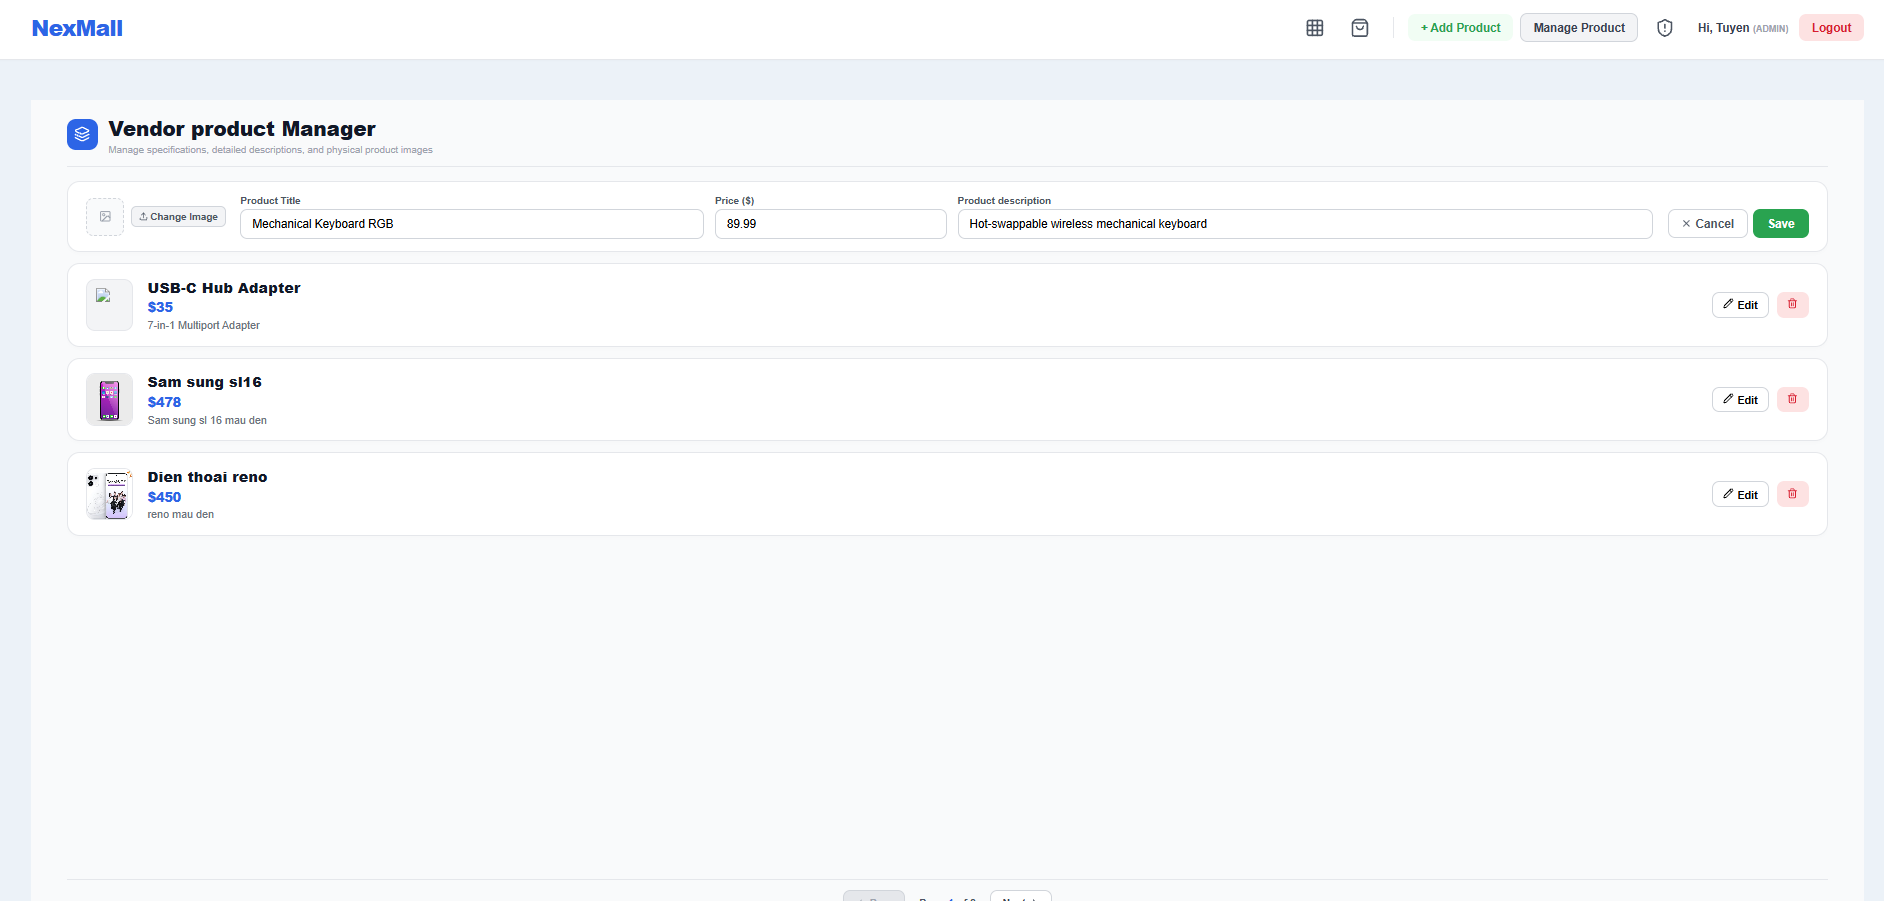 NexMall
+ Add Product
Manage Product
Hi, Tuyen (ADMIN)
Logout
Vendor product Manager
Manage specifications, detailed descriptions, and physical product images
Change Image
Product Title
Mechanical Keyboard RGB
Price ($)
89.99
Product description
Hot-swappable wireless mechanical keyboard
× Cancel
Save
USB-C Hub Adapter
$35
7-in-1 Multiport Adapter
Edit
Sam sung sl16
$478
Sam sung sl 16 mau den
Edit
Dien thoai reno
$450
reno mau den
Edit